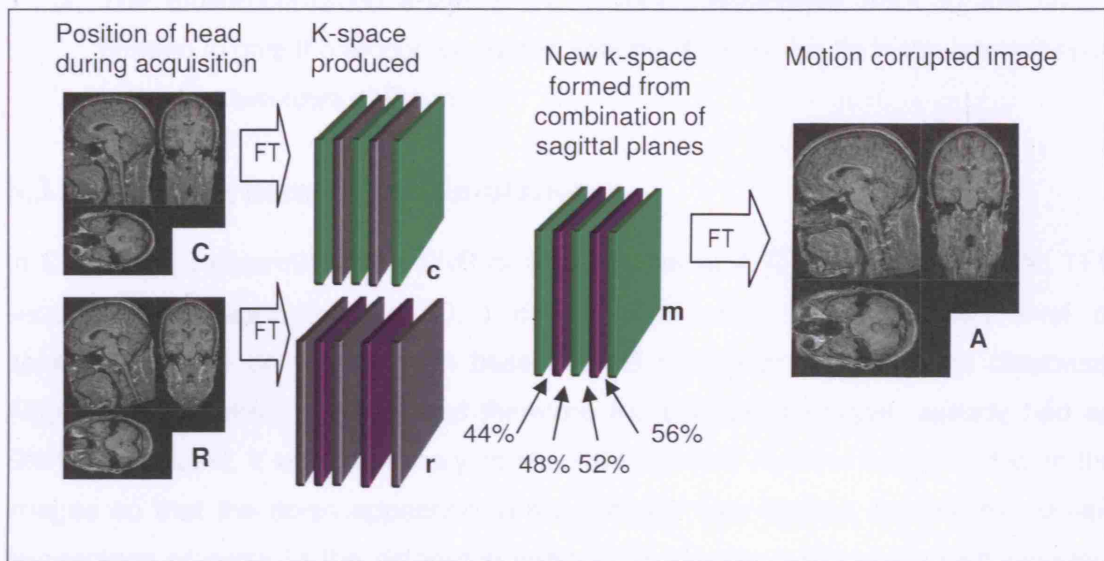 Position of head
during acquisition
K-space
produced
New k-space
formed from
combination of
sagittal planes
Motion corrupted image
FT
C
c
FT
R
r
m
FT
A
44%
48%
52%
56%